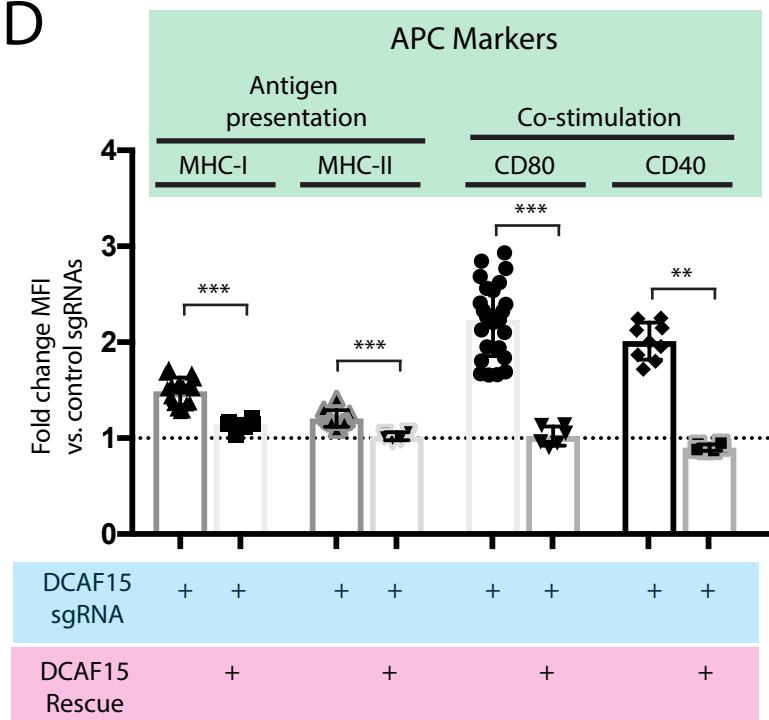 D
APC Markers
Antigen
presentation
Co-stimulation
MHC-I
MHC-II
CD80
CD40
Fold change MFI
vs. control sgRNAs
4
3
2
1
0
***
***
***
**
DCAF15
sgRNA
+ + + + + + + +
DCAF15
Rescue
+ + + +